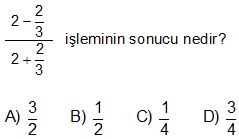 (2 - 2/3) / (2 + 2/3) işleminin sonucu nedir?
A) 3/2 B) 1/2 C) 1/4 D) 3/4